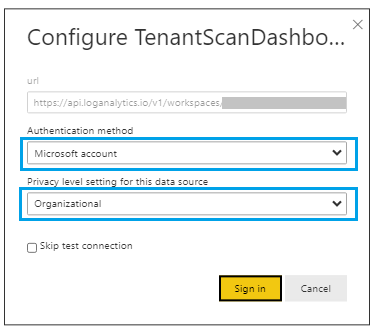 Configure TenantScanDashbo...
url
https://api.loganalytics.io/v1/workspaces/
Authentication method
Microsoft account
Privacy level setting for this data source
Organizational
Skip test connection
Sign in
Cancel